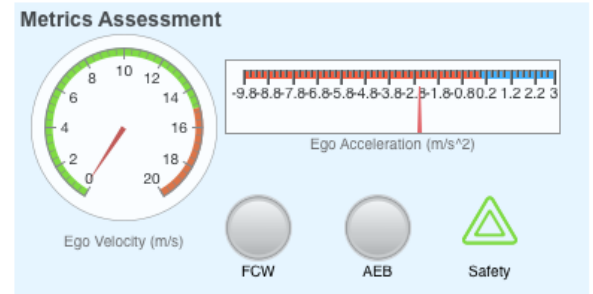 Metrics Assessment
10
8 12
6 14
4 16
2 18
0 20
Ego Velocity (m/s)
-9.8-8.8-7.8-6.8-5.8-4.8-3.8-2.8-1.8-0.80.2 1.2 2.2 3
Ego Acceleration (m/s^2)
FCW AEB Safety